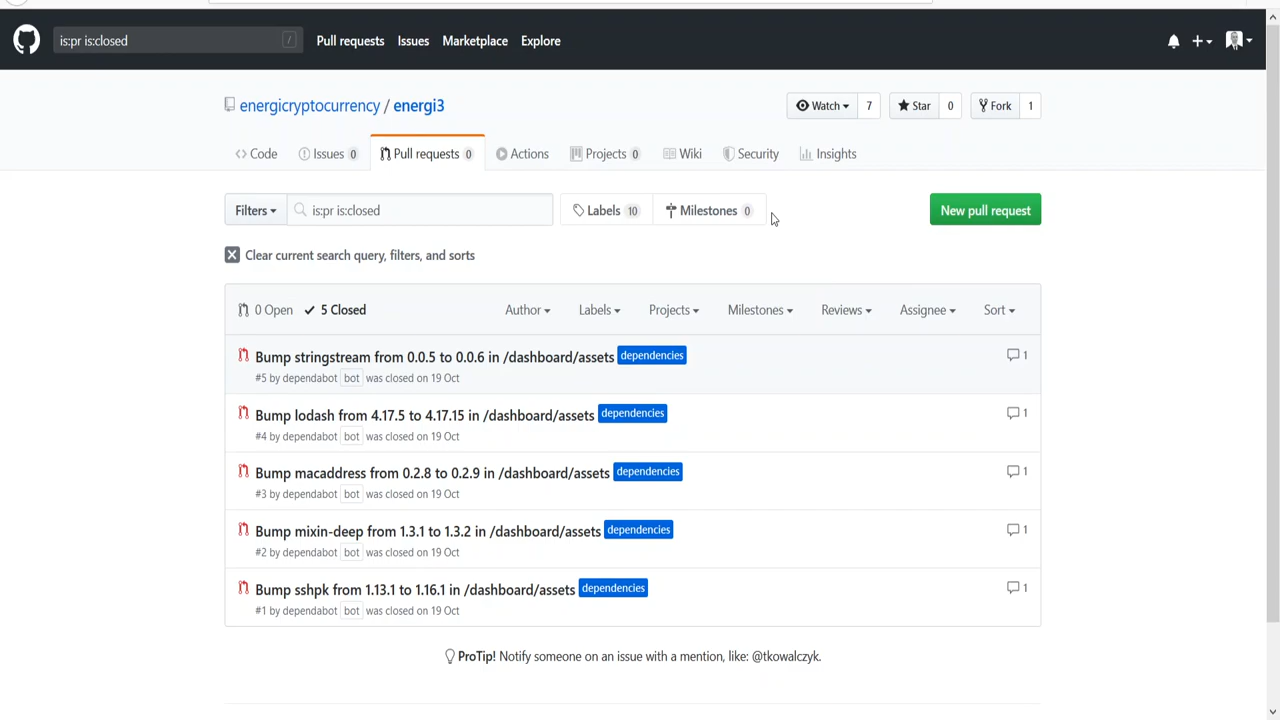 is:pr is:closed /
Pull requests Issues Marketplace Explore
energicryptocurrency / energi3
Watch 7 Star 0 Fork 1
Code Issues 0 Pull requests 0 Actions Projects 0 Wiki Security Insights
Filters is:pr is:closed Labels 10 Milestones 0 New pull request
Clear current search query, filters, and sorts
0 Open 5 Closed Author Labels Projects Milestones Reviews Assignee Sort
Bump stringstream from 0.0.5 to 0.0.6 in /dashboard/assets dependencies 1
#5 by dependabot bot was closed on 19 Oct
Bump lodash from 4.17.5 to 4.17.15 in /dashboard/assets dependencies 1
#4 by dependabot bot was closed on 19 Oct
Bump macaddress from 0.2.8 to 0.2.9 in /dashboard/assets dependencies 1
#3 by dependabot bot was closed on 19 Oct
Bump mixin-deep from 1.3.1 to 1.3.2 in /dashboard/assets dependencies 1
#2 by dependabot bot was closed on 19 Oct
Bump sshpk from 1.13.1 to 1.16.1 in /dashboard/assets dependencies 1
#1 by dependabot bot was closed on 19 Oct
ProTip! Notify someone on an issue with a mention, like: @tkowalczyk.